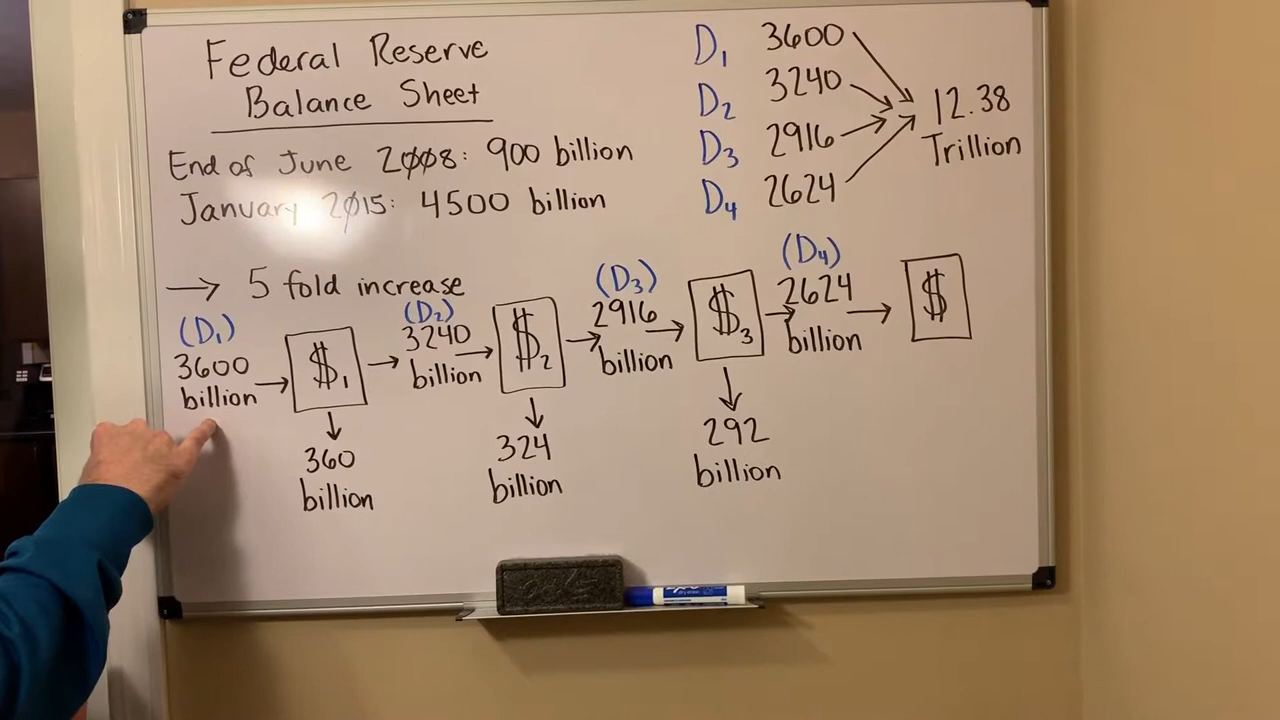 Federal Reserve
Balance Sheet
End of June 2008: 900 billion
January 2015: 4500 billion
→ 5 fold increase
D1 3600
D2 3240
D3 2916
D4 2624
12.38
Trillion
(D1)
3600
billion
$1
360
billion
(D2)
3240
billion
$2
324
billion
(D3)
2916
billion
$3
292
billion
(D4)
2624
billion
$